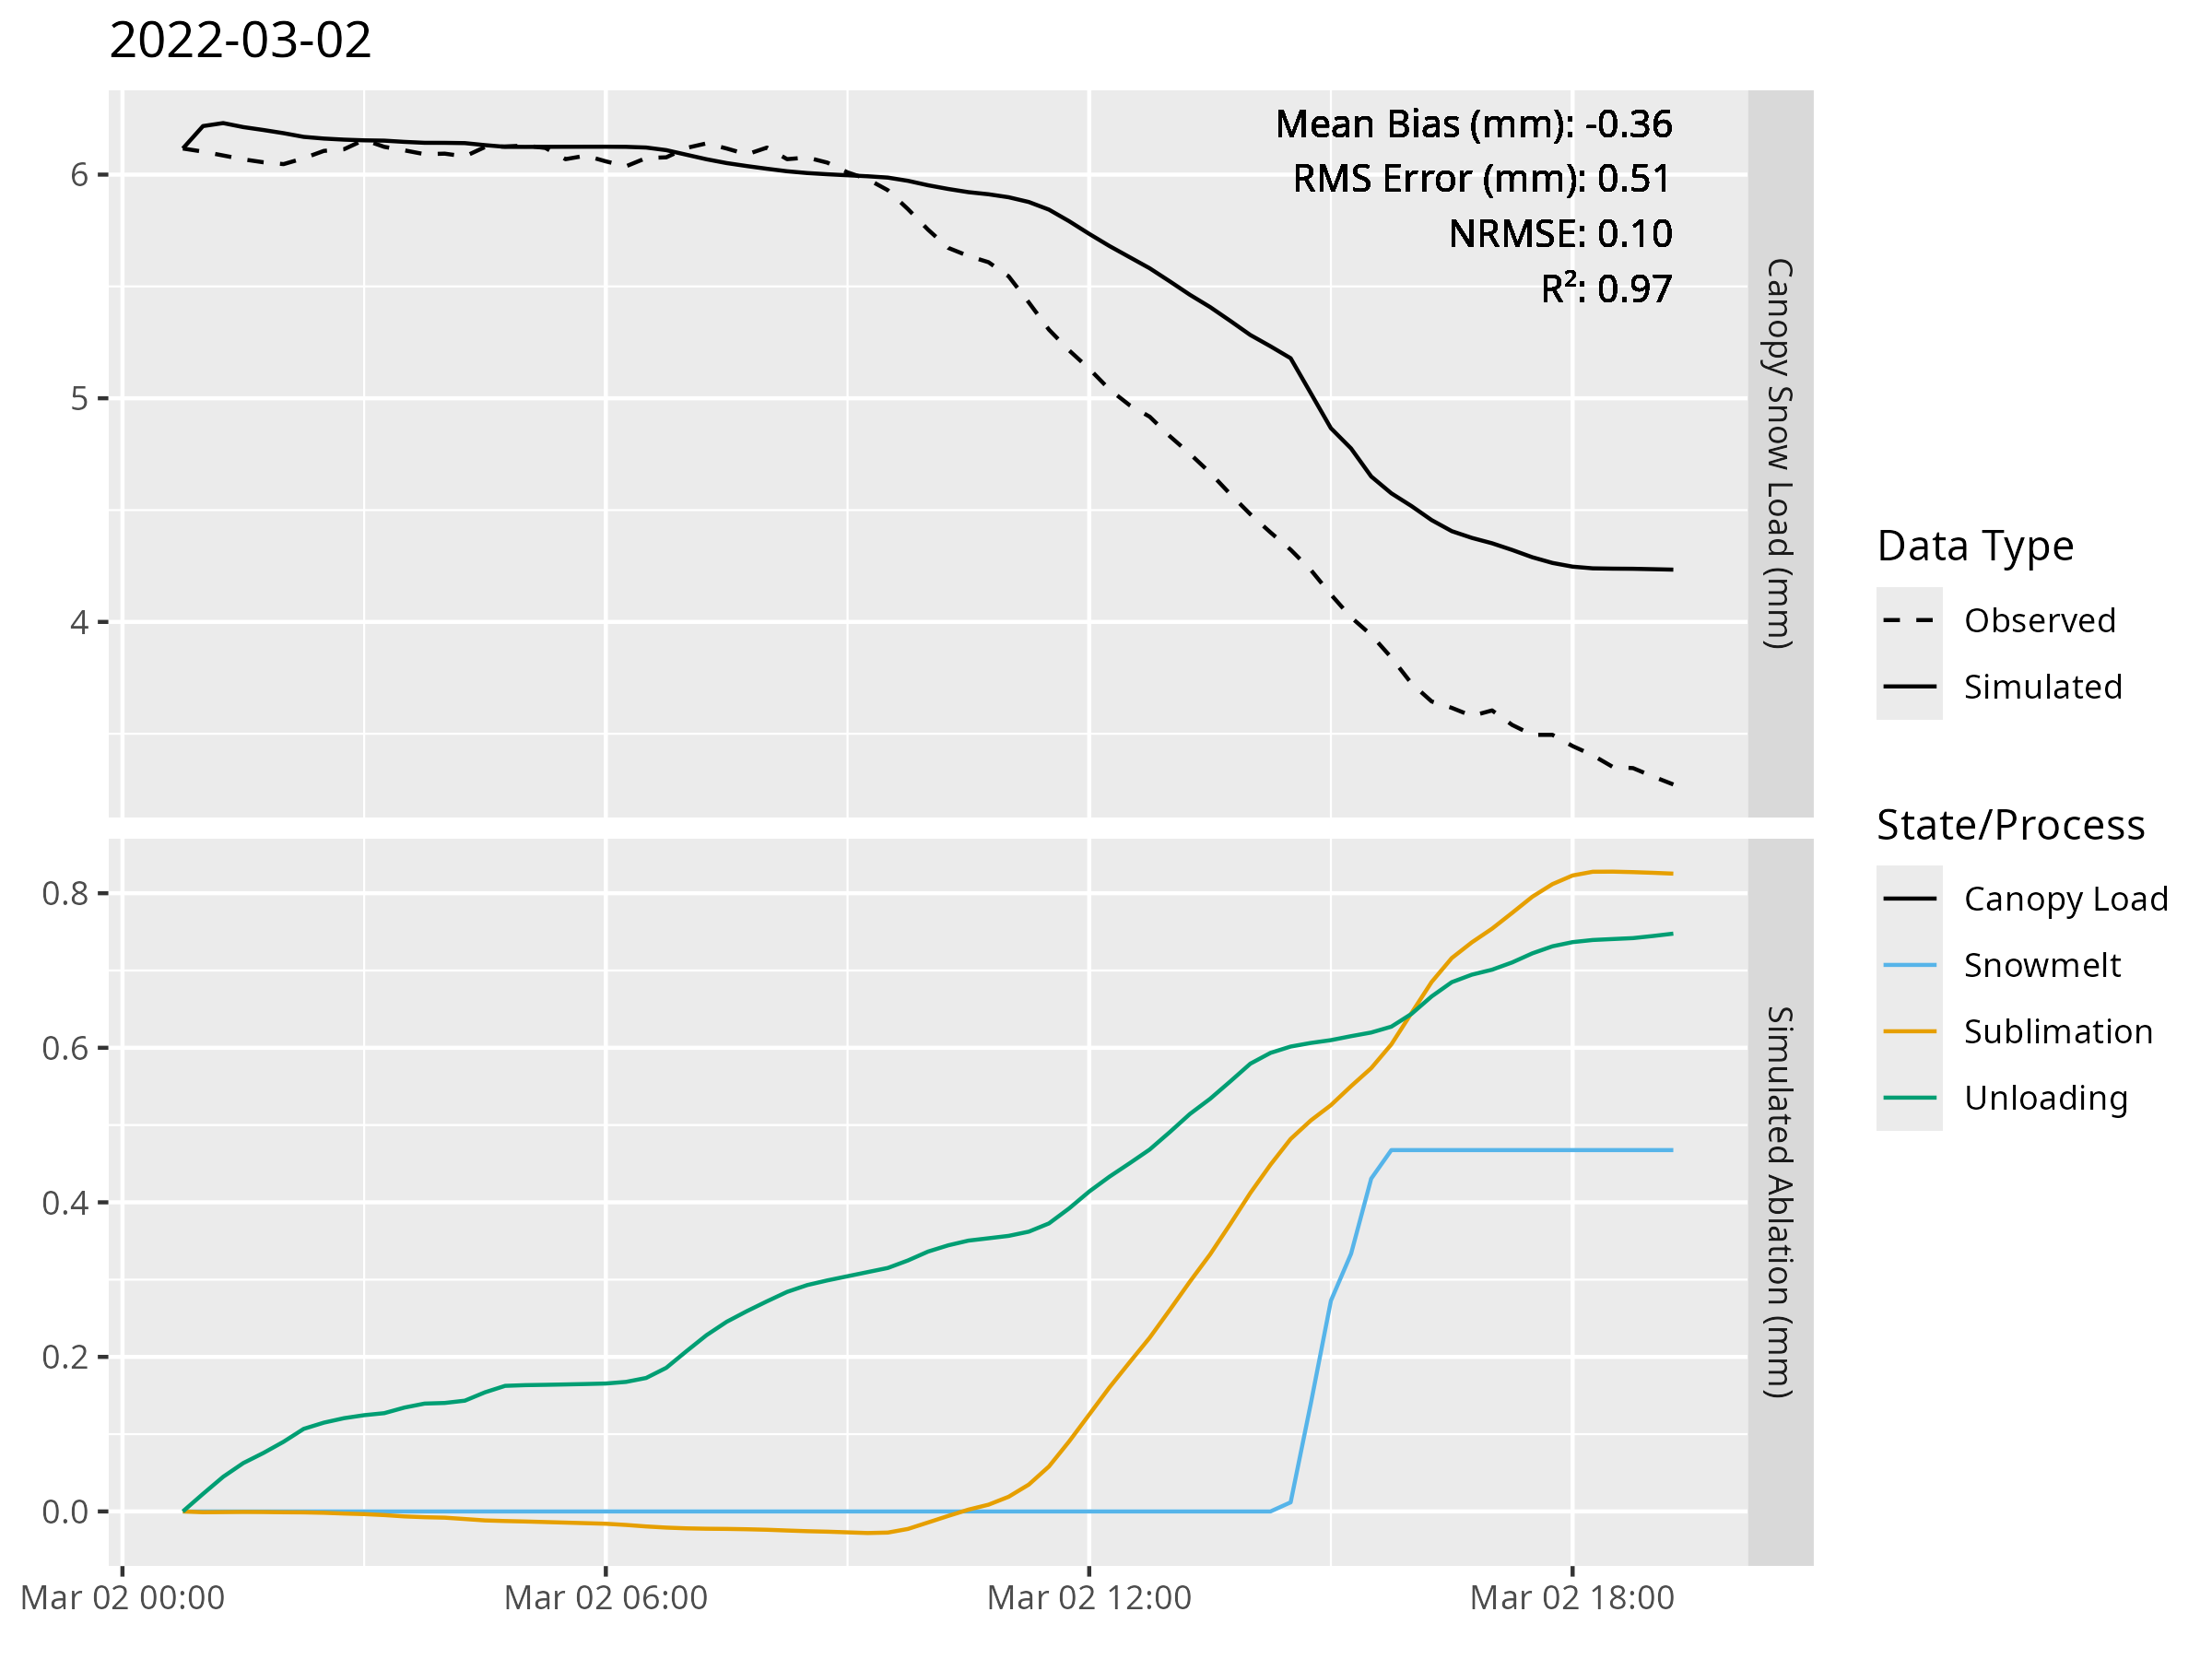 2022-03-02
Mean Bias (mm): -0.36
RMS Error (mm): 0.51
NRMSE: 0.10
R²: 0.97
6
5
4
Canopy Snow Load (mm)
0.8
0.6
0.4
0.2
0.0
Simulated Ablation (mm)
Mar 02 00:00
Mar 02 06:00
Mar 02 12:00
Mar 02 18:00
Data Type
Observed
Simulated
State/Process
Canopy Load
Snowmelt
Sublimation
Unloading